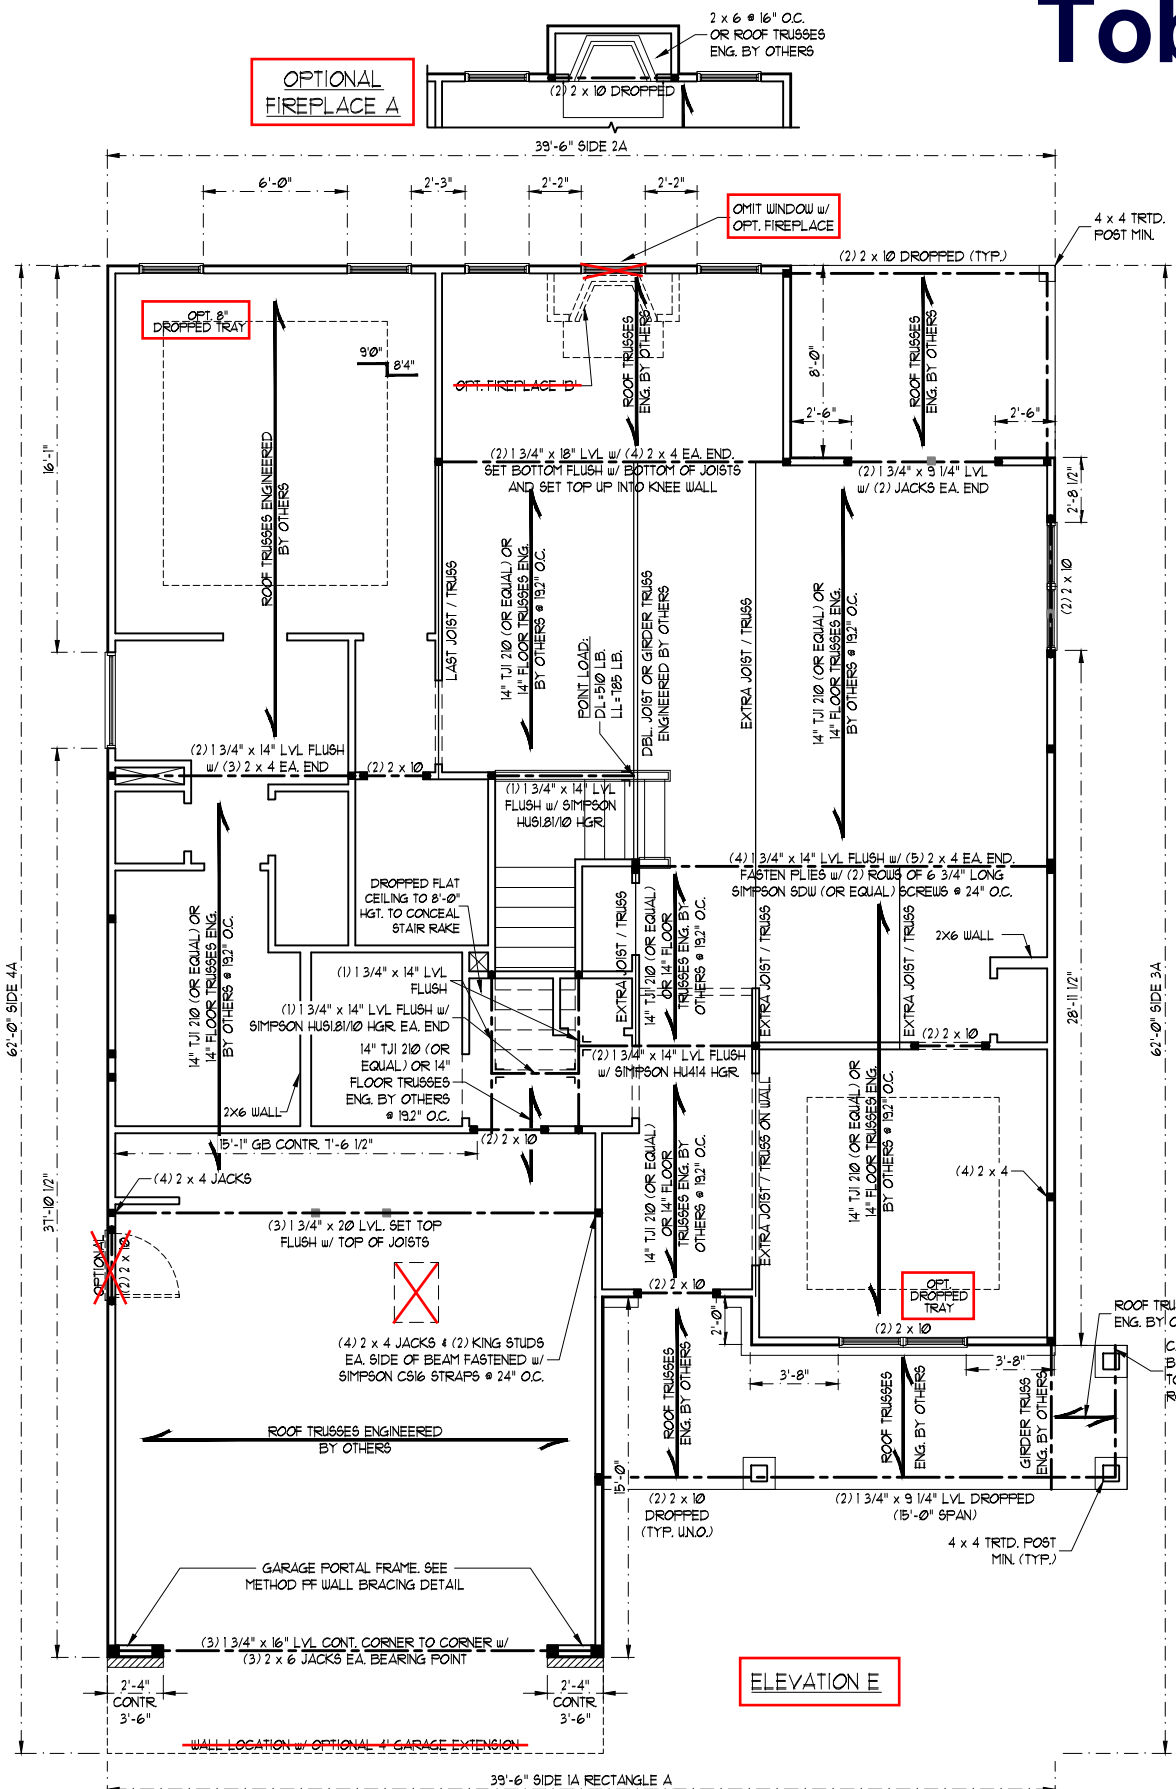 Tob
2 x 6 @ 16" O.C.
OR ROOF TRUSSES
ENG. BY OTHERS
OPTIONAL
FIREPLACE A
(2) 2 x 10 DROPPED
39'-6" SIDE 2A
6'-0"
2'-3"
2'-2"
2'-2"
OMIT WINDOW w/
OPT. FIREPLACE
4 x 4 TRTD.
POST MIN.
(2) 2 x 10 DROPPED (TYP.)
OPT. 8"
DROPPED TRAY
9'0"
8'4"
OPT. FIREPLACE 'B'
ROOF TRUSSES
ENG. BY OTHERS
8'-0"
ROOF TRUSSES
ENG. BY OTHERS
2'-6"
2'-6"
16'-1"
ROOF TRUSSES ENGINEERED
BY OTHERS
(2) 1 3/4" x 18" LVL w/ (4) 2 x 4 EA. END.
SET BOTTOM FLUSH w/ BOTTOM OF JOISTS
AND SET TOP UP INTO KNEE WALL
(2) 1 3/4" x 9 1/4" LVL
w/ (2) JACKS EA. END
2'-8 1/2"
(2) 2 x 10
LAST JOIST / TRUSS
14" TJI 210 (OR EQUAL) OR
14" FLOOR TRUSSES ENG.
BY OTHERS @ 19.2" O.C.
POINT LOAD:
DL=510 LB.
LL=785 LB.
DBL. JOIST OR GIRDER TRUSS
ENGINEERED BY OTHERS
EXTRA JOIST / TRUSS
14" TJI 210 (OR EQUAL) OR
14" FLOOR TRUSSES ENG.
BY OTHERS @ 19.2" O.C.
(2) 1 3/4" x 14" LVL FLUSH
w/ (3) 2 x 4 EA. END
(2) 2 x 10
(1) 1 3/4" x 14" LVL
FLUSH w/ SIMPSON
HUS1.81/10 HGR.
(4) 1 3/4" x 14" LVL FLUSH w/ (5) 2 x 4 EA. END.
FASTEN PLIES w/ (2) ROWS OF 6 3/4" LONG
SIMPSON SDW (OR EQUAL) SCREWS @ 24" O.C.
DROPPED FLAT
CEILING TO 8'-0"
HGT. TO CONCEAL
STAIR RAKE
14" TJI 210 (OR EQUAL) OR
14" FLOOR TRUSSES ENG.
BY OTHERS @ 19.2" O.C.
EXTRA JOIST / TRUSS
14" TJI 210 (OR EQUAL)
OR 14" FLOOR
TRUSSES ENG. BY
OTHERS @ 19.2" O.C.
EXTRA JOIST / TRUSS
EXTRA JOIST / TRUSS
2X6 WALL
(1) 1 3/4" x 14" LVL
FLUSH
(1) 1 3/4" x 14" LVL FLUSH w/
SIMPSON HUS1.81/10 HGR. EA. END
14" TJI 210 (OR
EQUAL) OR 14"
FLOOR TRUSSES
ENG. BY OTHERS
@ 19.2" O.C.
(2) 1 3/4" x 14" LVL FLUSH
w/ SIMPSON HU414 HGR.
(2) 2 x 10
28'-11 1/2"
62'-0" SIDE 4A
62'-0" SIDE 3A
2X6 WALL
(2) 2 x 10
15'-1" GB CONTR. 7'-6 1/2"
(4) 2 x 4 JACKS
14" TJI 210 (OR EQUAL)
OR 14" FLOOR
TRUSSES ENG. BY
OTHERS @ 19.2" O.C.
EXTRA JOIST / TRUSS ON WALL
14" TJI 210 (OR EQUAL) OR
14" FLOOR TRUSSES ENG.
BY OTHERS @ 19.2" O.C.
(4) 2 x 4
37'-10 1/2"
(3) 1 3/4" x 20 LVL. SET TOP
FLUSH w/ TOP OF JOISTS
OPTIONAL
(2) 2 x 10
(2) 2 x 10
OPT.
DROPPED
TRAY
2'-0"
(2) 2 x 10
(4) 2 x 4 JACKS & (2) KING STUDS
EA. SIDE OF BEAM FASTENED w/
SIMPSON CS16 STRAPS @ 24" O.C.
ROOF TRU
ENG. BY O
3'-8"
3'-8"
ROOF TRUSSES
ENG. BY OTHERS
ROOF TRUSSES
ENG. BY OTHERS
GIRDER TRUSS
ENG. BY OTHERS
ROOF TRUSSES ENGINEERED
BY OTHERS
15'-0"
(2) 2 x 10
DROPPED
(TYP. U.N.O.)
(2) 1 3/4" x 9 1/4" LVL DROPPED
(15'-0" SPAN)
4 x 4 TRTD. POST
MIN. (TYP.)
GARAGE PORTAL FRAME. SEE
METHOD PF WALL BRACING DETAIL
(3) 1 3/4" x 16" LVL CONT. CORNER TO CORNER w/
(3) 2 x 6 JACKS EA. BEARING POINT
2'-4"
CONTR.
3'-6"
2'-4"
CONTR.
3'-6"
ELEVATION E
WALL LOCATION w/ OPTIONAL 4' GARAGE EXTENSION
39'-6" SIDE 1A RECTANGLE A